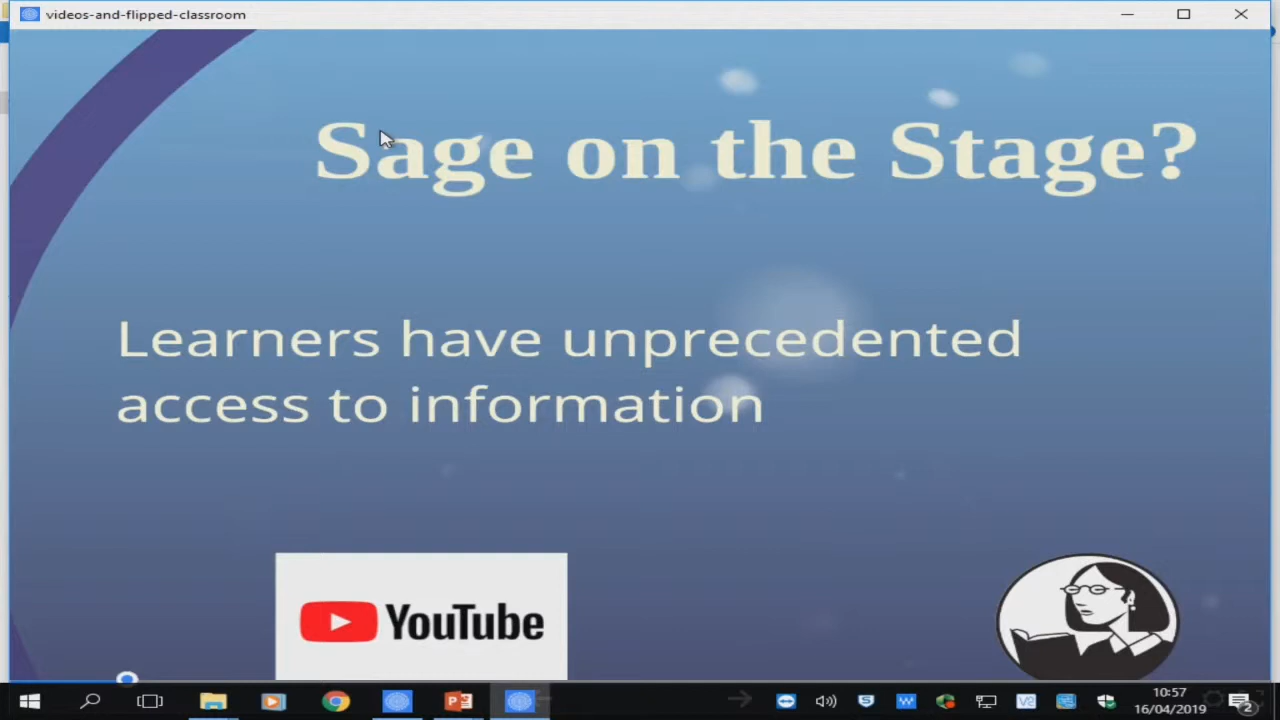 videos-and-flipped-classroom
Sage on the Stage?
Learners have unprecedented
access to information
YouTube
10:57
16/04/2019
2